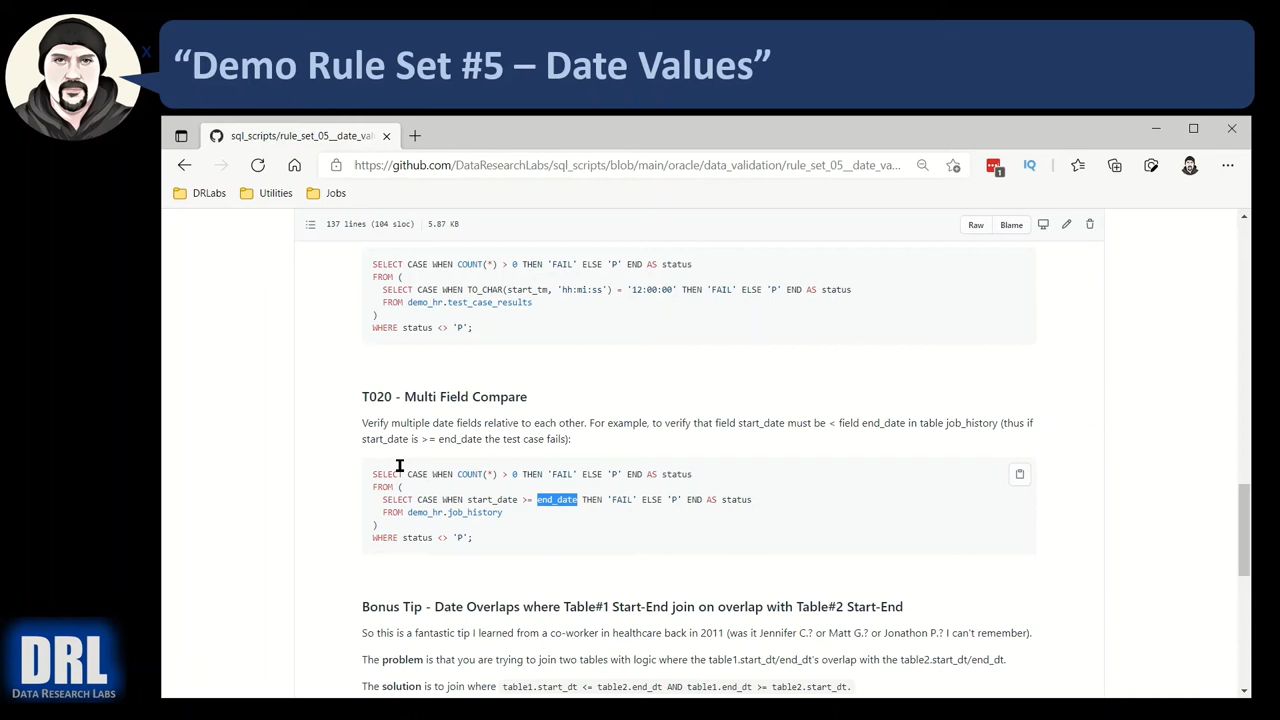 “Demo Rule Set #5 – Date Values”
x
sql_scripts/rule_set_05__date_va
https://github.com/DataResearchLabs/sql_scripts/blob/main/oracle/data_validation/rule_set_05__date_va...
1
IQ
DRLabs
Utilities
Jobs
137 lines (104 sloc)
5.87 KB
Raw
Blame
SELECT CASE WHEN COUNT(*) > 0 THEN 'FAIL' ELSE 'P' END AS status
FROM (
SELECT CASE WHEN TO_CHAR(start_tm, 'hh:mi:ss') = '12:00:00' THEN 'FAIL' ELSE 'P' END AS status
FROM demo_hr.test_case_results
)
WHERE status <> 'P';
T020 - Multi Field Compare
Verify multiple date fields relative to each other. For example, to verify that field start_date must be < field end_date in table job_history (thus if
start_date is >= end_date the test case fails):
SELECT CASE WHEN COUNT(*) > 0 THEN 'FAIL' ELSE 'P' END AS status
FROM (
SELECT CASE WHEN start_date >= end_date THEN 'FAIL' ELSE 'P' END AS status
FROM demo_hr.job_history
)
WHERE status <> 'P';
Bonus Tip - Date Overlaps where Table#1 Start-End join on overlap with Table#2 Start-End
So this is a fantastic tip I learned from a co-worker in healthcare back in 2011 (was it Jennifer C.? or Matt G.? or Jonathon P.? I can't remember).
The problem is that you are trying to join two tables with logic where the table1.start_dt/end_dt's overlap with the table2.start_dt/end_dt.
The solution is to join where table1.start_dt <= table2.end_dt AND table1.end_dt >= table2.start_dt.
DRL
DATA RESEARCH LABS